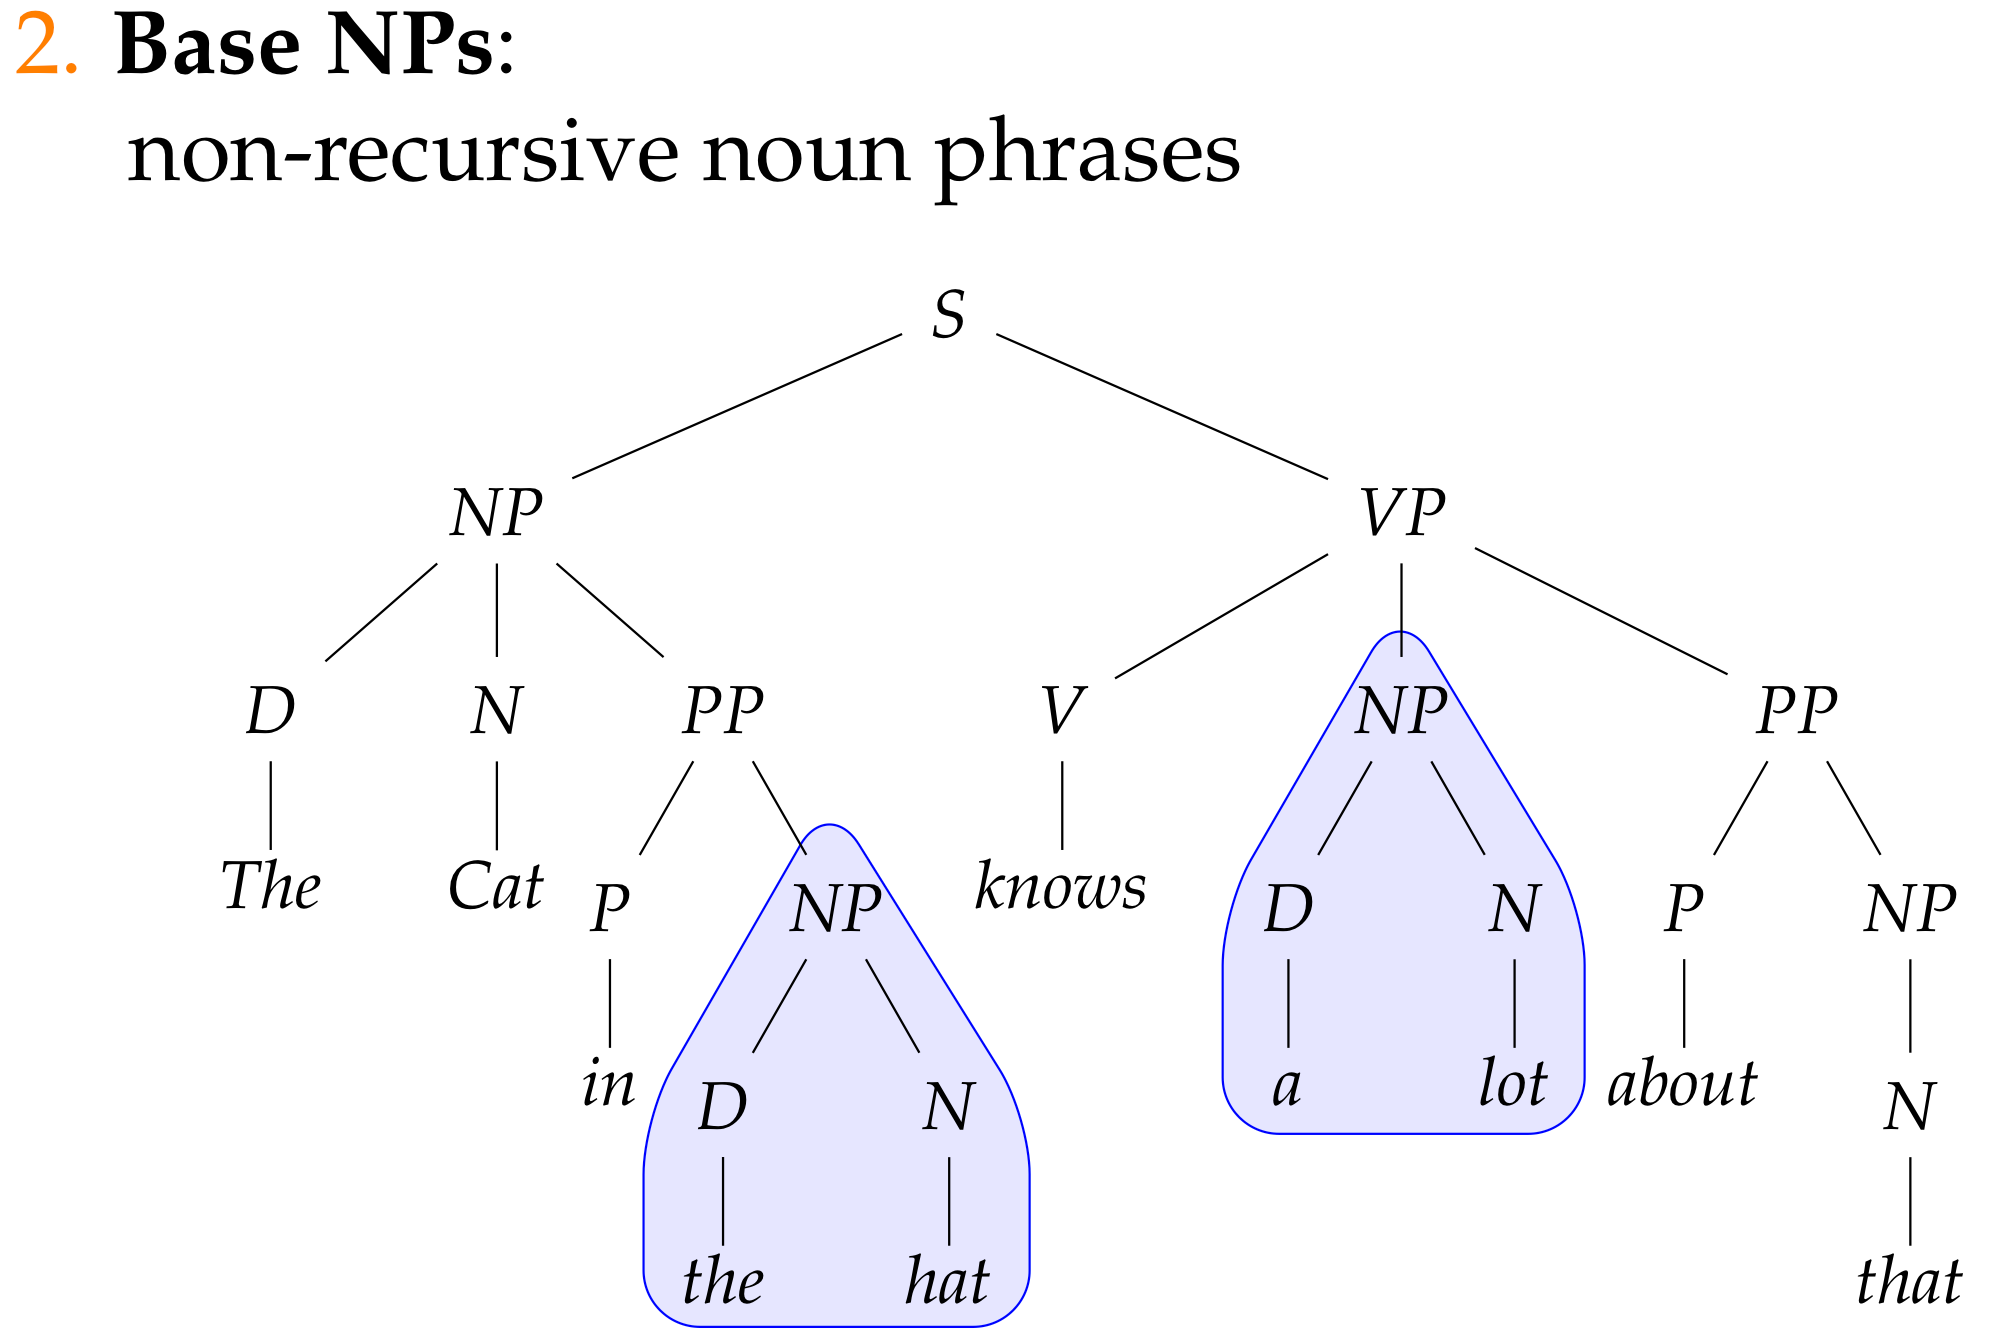 2. Base NPs:
non-recursive noun phrases
S
NP VP
D N PP V NP PP
The Cat P NP knows D N P NP
in D N a lot about N
the hat that